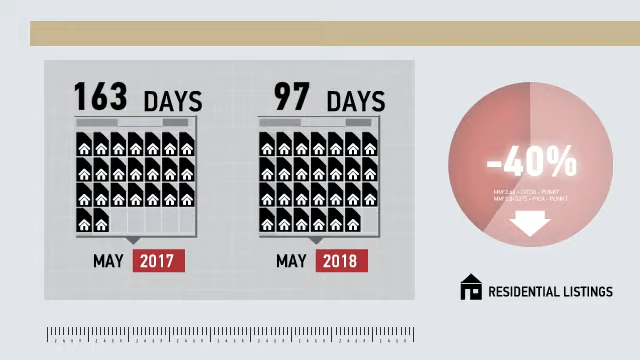 163 DAYS
97 DAYS
MAY 2017
MAY 2018
-40%
RESIDENTIAL LISTINGS